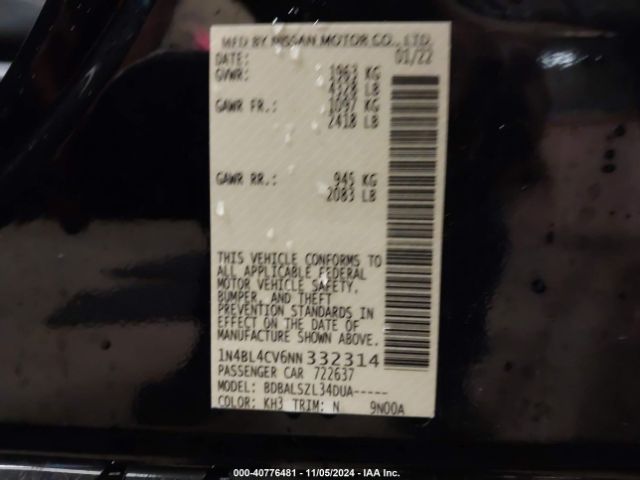 MFD BY NISSAN MOTOR CO., LTD.
DATE: 01/22
GVWR: 1963 KG
4328 LB
GAWR FR.: 1097 KG
2418 LB
GAWR RR.: 945 KG
2083 LB
THIS VEHICLE CONFORMS TO
ALL APPLICABLE FEDERAL
MOTOR VEHICLE SAFETY,
BUMPER, AND THEFT
PREVENTION STANDARDS IN
EFFECT ON THE DATE OF
MANUFACTURE SHOWN ABOVE.
1N4BL4CV6NN 332314
PASSENGER CAR 722637
MODEL: BDBALSZL34DUA-----
COLOR: KH3 TRIM: N 9N00A
000-40776481 - 11/05/2024 - IAA Inc.